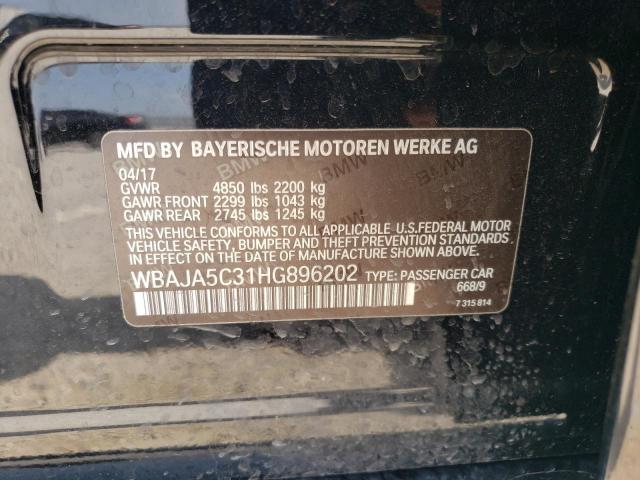 MFD BY BAYERISCHE MOTOREN WERKE AG
04/17
GVWR 4850 lbs 2200 kg
GAWR FRONT 2299 lbs 1043 kg
GAWR REAR 2745 lbs 1245 kg
THIS VEHICLE CONFORMS TO ALL APPLICABLE U.S.FEDERAL MOTOR
VEHICLE SAFETY, BUMPER AND THEFT PREVENTION STANDARDS
IN EFFECT ON THE DATE OF MANUFACTURE SHOWN ABOVE.
WBAJA5C31HG896202 TYPE: PASSENGER CAR
668/9
7 315 814